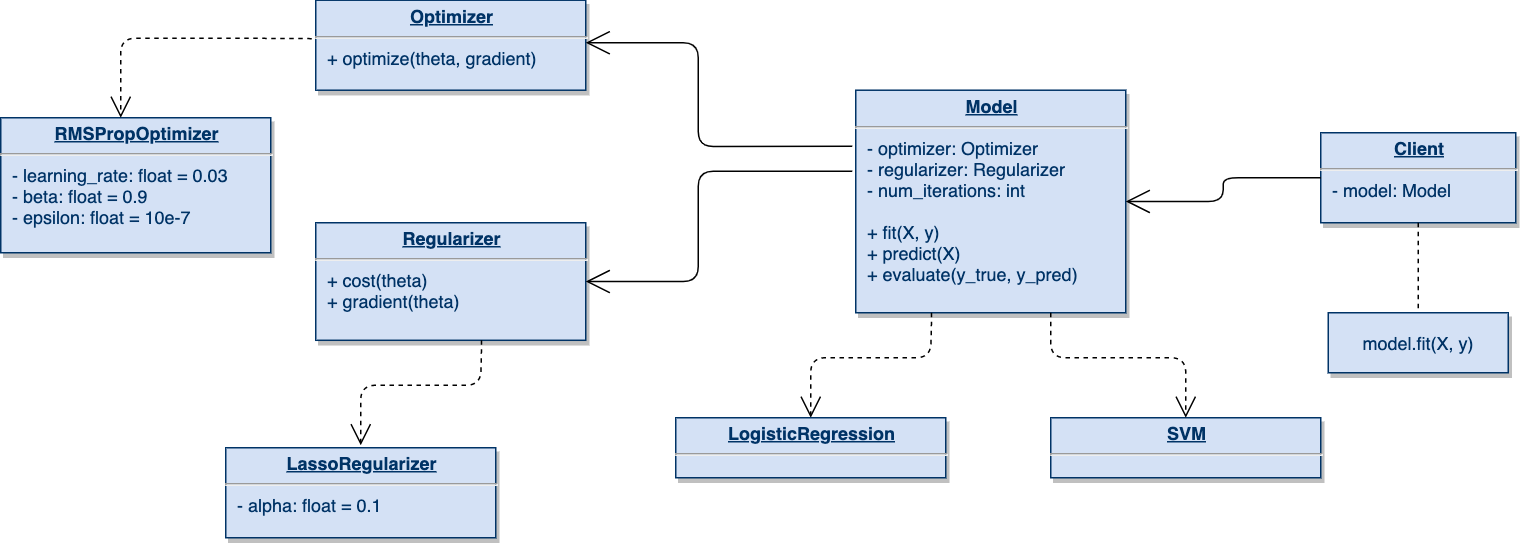 Optimizer
+ optimize(theta, gradient)
RMSPropOptimizer
- learning_rate: float = 0.03
- beta: float = 0.9
- epsilon: float = 10e-7
Regularizer
+ cost(theta)
+ gradient(theta)
LassoRegularizer
- alpha: float = 0.1
Model
- optimizer: Optimizer
- regularizer: Regularizer
- num_iterations: int
+ fit(X, y)
+ predict(X)
+ evaluate(y_true, y_pred)
LogisticRegression
SVM
Client
- model: Model
model.fit(X, y)